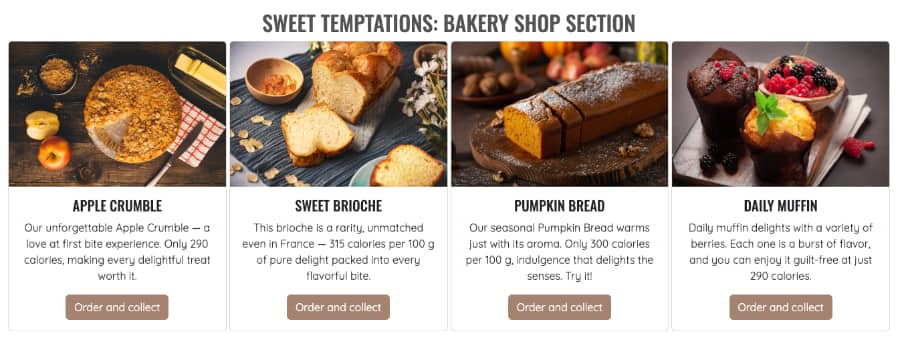 SWEET TEMPTATIONS: BAKERY SHOP SECTION
APPLE CRUMBLE
Our unforgettable Apple Crumble — a
love at first bite experience. Only 290
calories, making every delightful treat
worth it.
Order and collect
SWEET BRIOCHE
This brioche is a rarity, unmatched
even in France — 315 calories per 100 g
of pure delight packed into every
flavorful bite.
Order and collect
PUMPKIN BREAD
Our seasonal Pumpkin Bread warms
just with its aroma. Only 300 calories
per 100 g, indulgence that delights the
senses. Try it!
Order and collect
DAILY MUFFIN
Daily muffin delights with a variety of
berries. Each one is a burst of flavor,
and you can enjoy it guilt-free at just
290 calories.
Order and collect